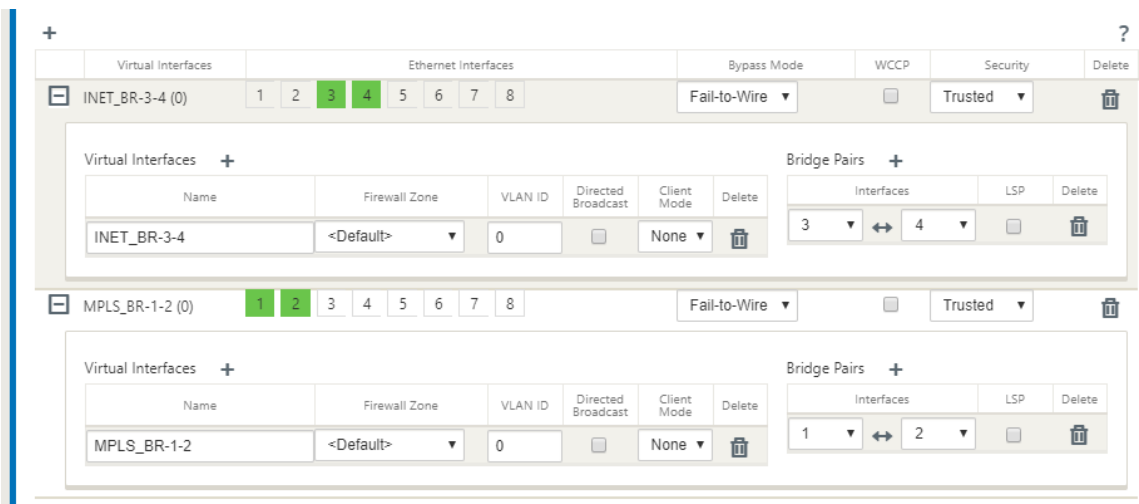 + ?
Virtual Interfaces Ethernet Interfaces Bypass Mode WCCP Security Delete
INET_BR-3-4 (0) 1 2 3 4 5 6 7 8 Fail-to-Wire Trusted
Virtual Interfaces + Bridge Pairs +
Name Firewall Zone VLAN ID Directed Broadcast Client Mode Delete Interfaces LSP Delete
INET_BR-3-4 <Default> 0 None 3 ↔ 4
MPLS_BR-1-2 (0) 1 2 3 4 5 6 7 8 Fail-to-Wire Trusted
Virtual Interfaces + Bridge Pairs +
Name Firewall Zone VLAN ID Directed Broadcast Client Mode Delete Interfaces LSP Delete
MPLS_BR-1-2 <Default> 0 None 1 ↔ 2